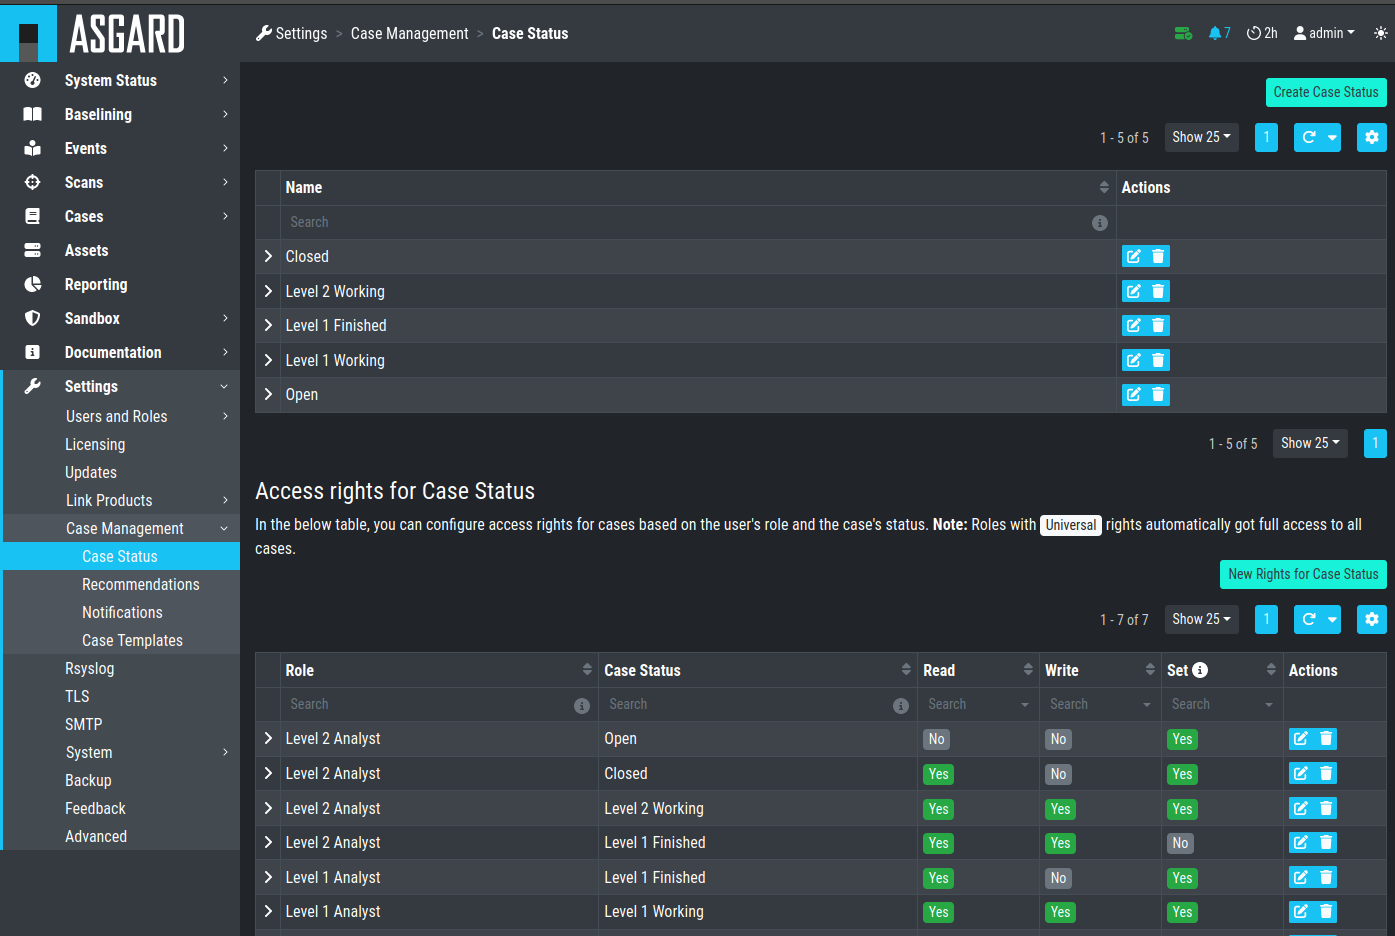 ASGARD
Settings > Case Management > Case Status
7 2h admin
System Status
Baselining
Events
Scans
Cases
Assets
Reporting
Sandbox
Documentation
Settings
Users and Roles
Licensing
Updates
Link Products
Case Management
Case Status
Recommendations
Notifications
Case Templates
Rsyslog
TLS
SMTP
System
Backup
Feedback
Advanced
Create Case Status
1 - 5 of 5 Show 25 1
Name Actions
Search
Closed
Level 2 Working
Level 1 Finished
Level 1 Working
Open
1 - 5 of 5 Show 25 1
Access rights for Case Status
In the below table, you can configure access rights for cases based on the user's role and the case's status. Note: Roles with Universal rights automatically got full access to all
cases.
New Rights for Case Status
1 - 7 of 7 Show 25 1
Role Case Status Read Write Set Actions
Search Search Search Search Search
Level 2 Analyst Open No No Yes
Level 2 Analyst Closed Yes No Yes
Level 2 Analyst Level 2 Working Yes Yes Yes
Level 2 Analyst Level 1 Finished Yes Yes No
Level 1 Analyst Level 1 Finished Yes No Yes
Level 1 Analyst Level 1 Working Yes Yes Yes